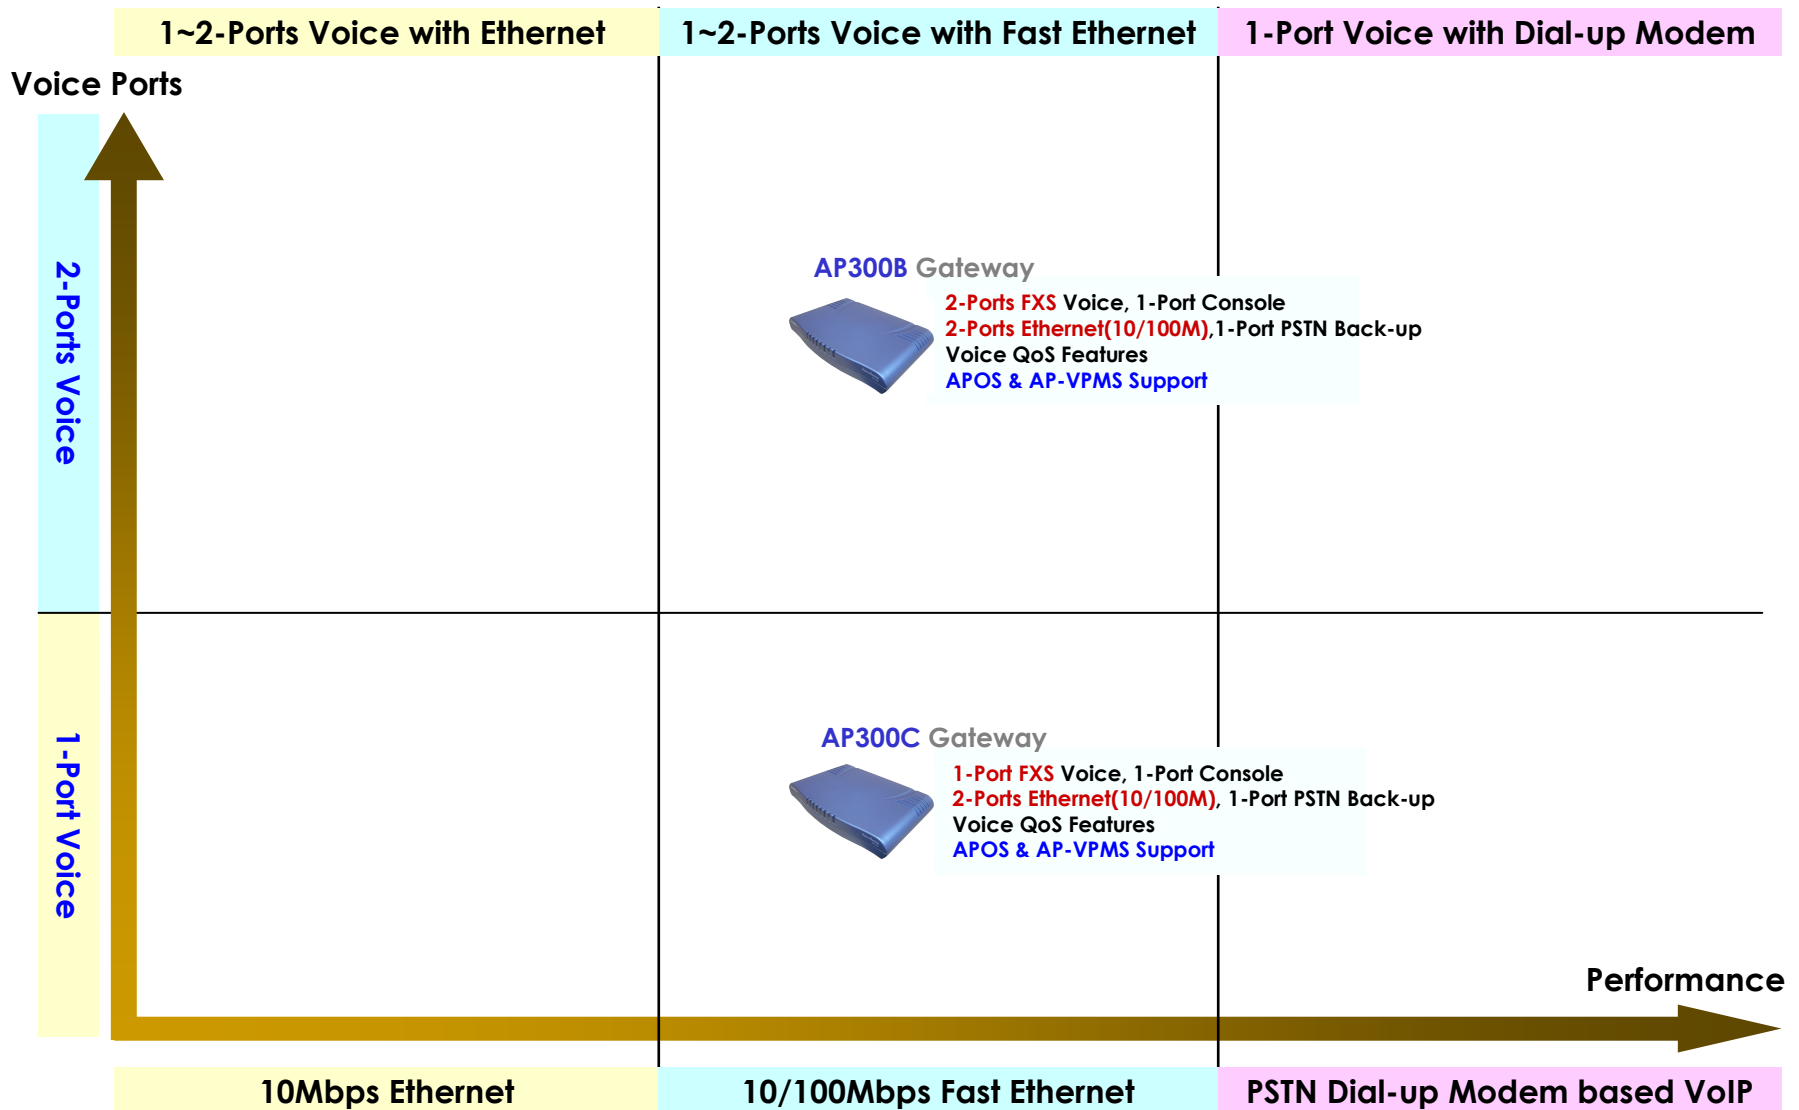 1~2-Ports Voice with Ethernet
1~2-Ports Voice with Fast Ethernet
1-Port Voice with Dial-up Modem
Voice Ports
2-Ports Voice
AP300B Gateway
2-Ports FXS Voice, 1-Port Console
2-Ports Ethernet(10/100M),1-Port PSTN Back-up
Voice QoS Features
APOS & AP-VPMS Support
1-Port Voice
AP300C Gateway
1-Port FXS Voice, 1-Port Console
2-Ports Ethernet(10/100M), 1-Port PSTN Back-up
Voice QoS Features
APOS & AP-VPMS Support
Performance
10Mbps Ethernet
10/100Mbps Fast Ethernet
PSTN Dial-up Modem based VoIP